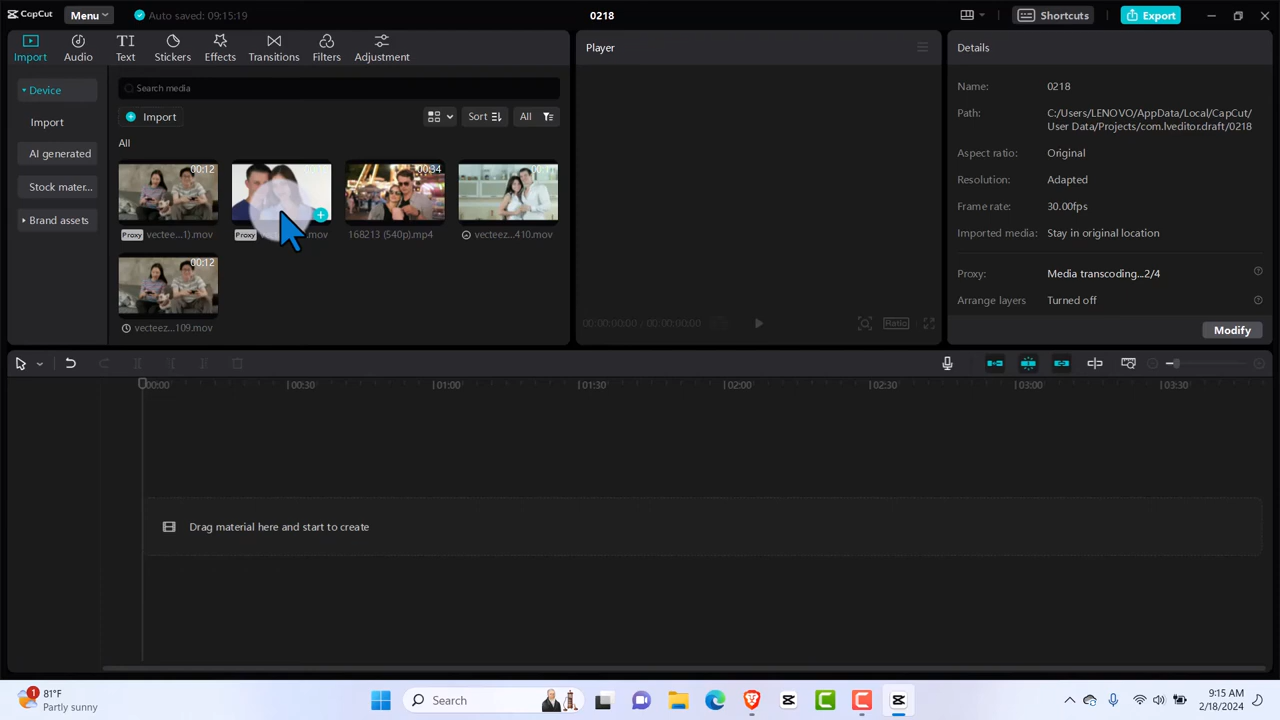 CapCut
Menu
Auto saved: 09:15:19
0218
Shortcuts
Export
Import
Audio
Text
Stickers
Effects
Transitions
Filters
Adjustment
Player
Details
Device
Import
AI generated
Stock mater...
Brand assets
Search media
Import
Sort
All
All
00:12
00:34
Proxy
vectee...1).mov
Proxy
.mov
168213 (540p).mp4
vecteez...410.mov
00:12
vecteez...109.mov
00:00:00:00 / 00:00:00:00
Ratio
Name:
0218
Path:
C:/Users/LENOVO/AppData/Local/CapCut/
User Data/Projects/com.lveditor.draft/0218
Aspect ratio:
Original
Resolution:
Adapted
Frame rate:
30.00fps
Imported media:
Stay in original location
Proxy:
Media transcoding...2/4
Arrange layers
Turned off
Modify
00:00
00:30
01:00
01:30
02:00
02:30
03:00
03:30
Drag material here and start to create
1
81°F
Partly sunny
Search
9:15 AM
2/18/2024